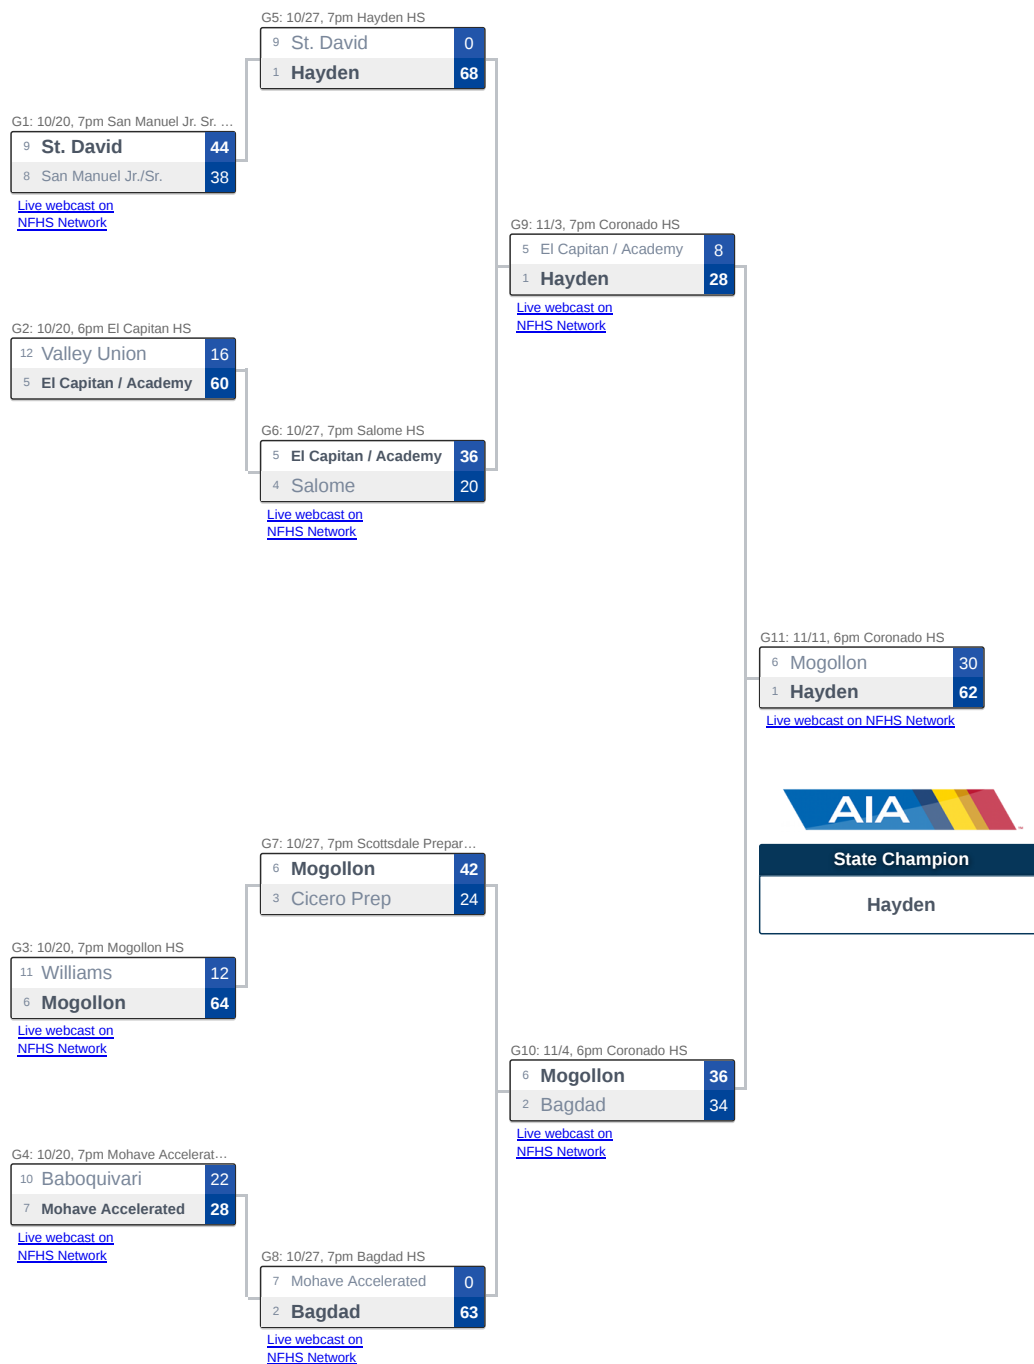 G5: 10/27, 7pm Hayden HS
9 St. David 0
1 Hayden 68
G1: 10/20, 7pm San Manuel Jr. Sr. ...
9 St. David 44
8 San Manuel Jr./Sr. 38
Live webcast on
NFHS Network
G9: 11/3, 7pm Coronado HS
5 El Capitan / Academy 8
1 Hayden 28
Live webcast on
NFHS Network
G2: 10/20, 6pm El Capitan HS
12 Valley Union 16
5 El Capitan / Academy 60
G6: 10/27, 7pm Salome HS
5 El Capitan / Academy 36
4 Salome 20
Live webcast on
NFHS Network
G11: 11/11, 6pm Coronado HS
6 Mogollon 30
1 Hayden 62
Live webcast on NFHS Network
AIA
State Champion
Hayden
G7: 10/27, 7pm Scottsdale Prepar...
6 Mogollon 42
3 Cicero Prep 24
G3: 10/20, 7pm Mogollon HS
11 Williams 12
6 Mogollon 64
Live webcast on
NFHS Network
G10: 11/4, 6pm Coronado HS
6 Mogollon 36
2 Bagdad 34
Live webcast on
NFHS Network
G4: 10/20, 7pm Mohave Accelerat...
10 Baboquivari 22
7 Mohave Accelerated 28
Live webcast on
NFHS Network
G8: 10/27, 7pm Bagdad HS
7 Mohave Accelerated 0
2 Bagdad 63
Live webcast on
NFHS Network